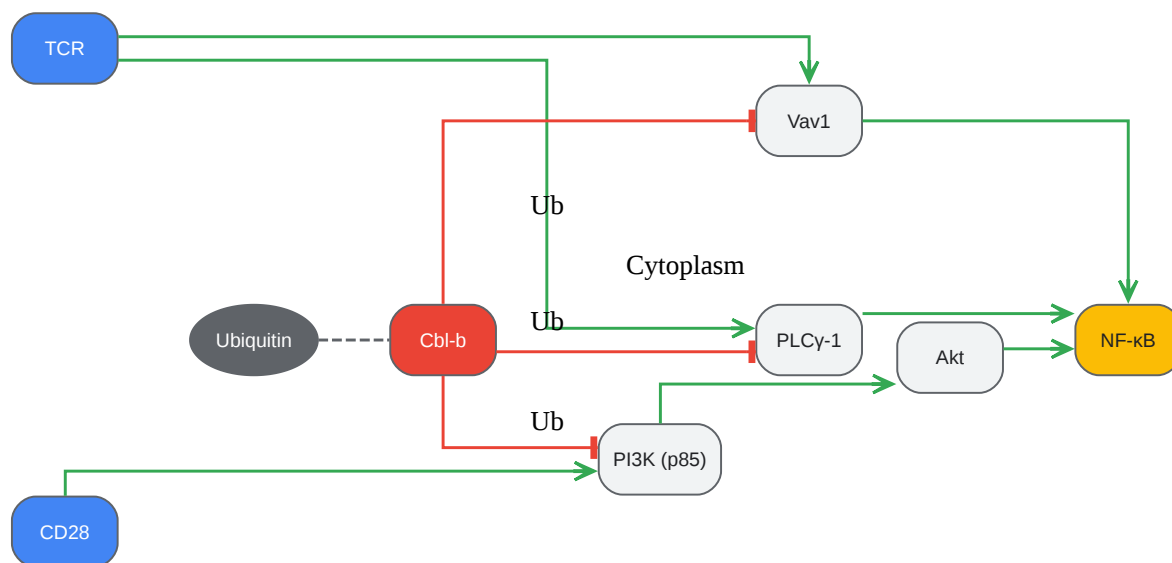 TCR
Vav1
Ub
Cytoplasm
Ub
Ubiquitin
Cbl-b
PLCγ-1
Akt
NF-κB
Ub
PI3K (p85)
CD28